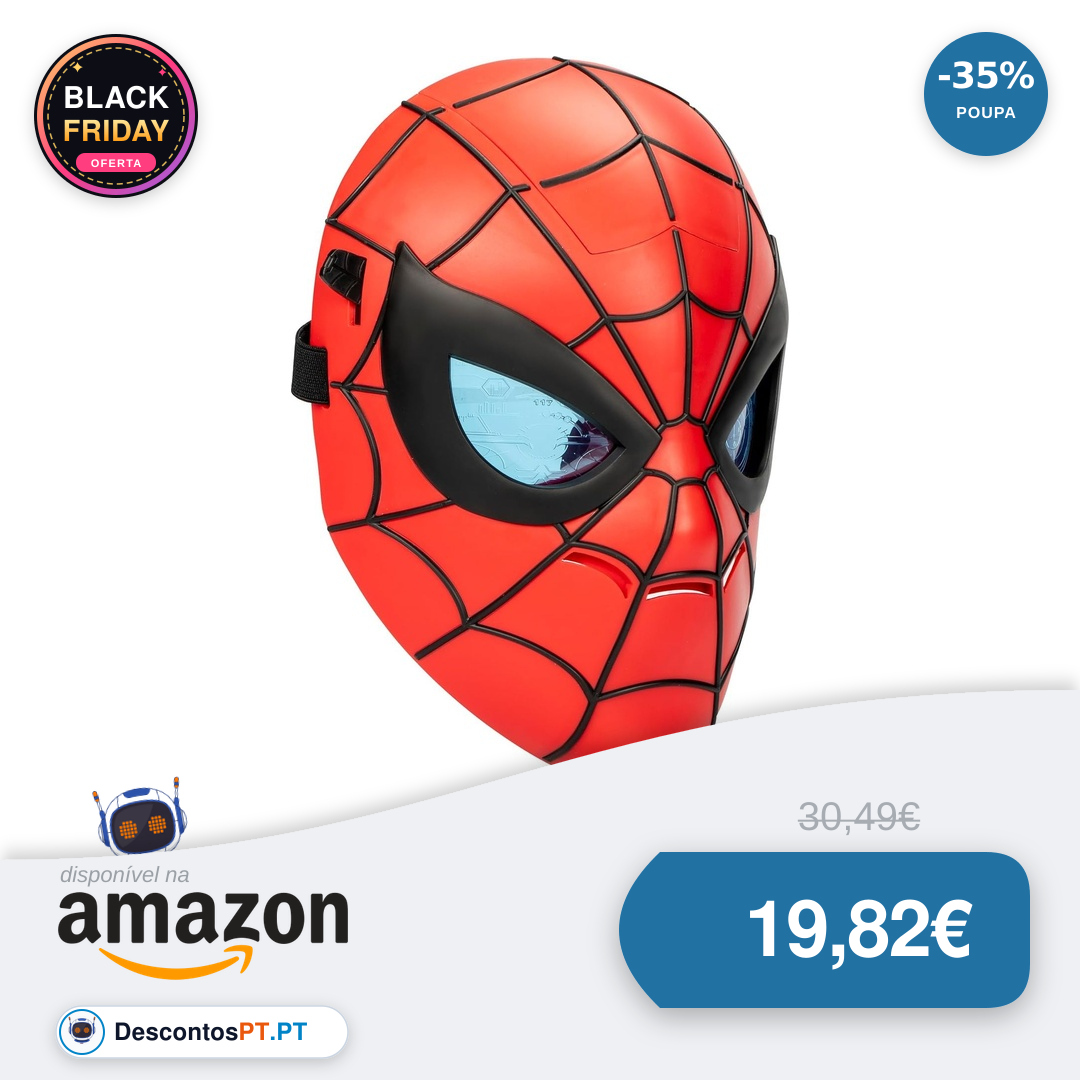 BLACK
FRIDAY
OFERTA
-35%
POUPA
30,49€
19,82€
disponível na
amazon
DescontosPT.PT